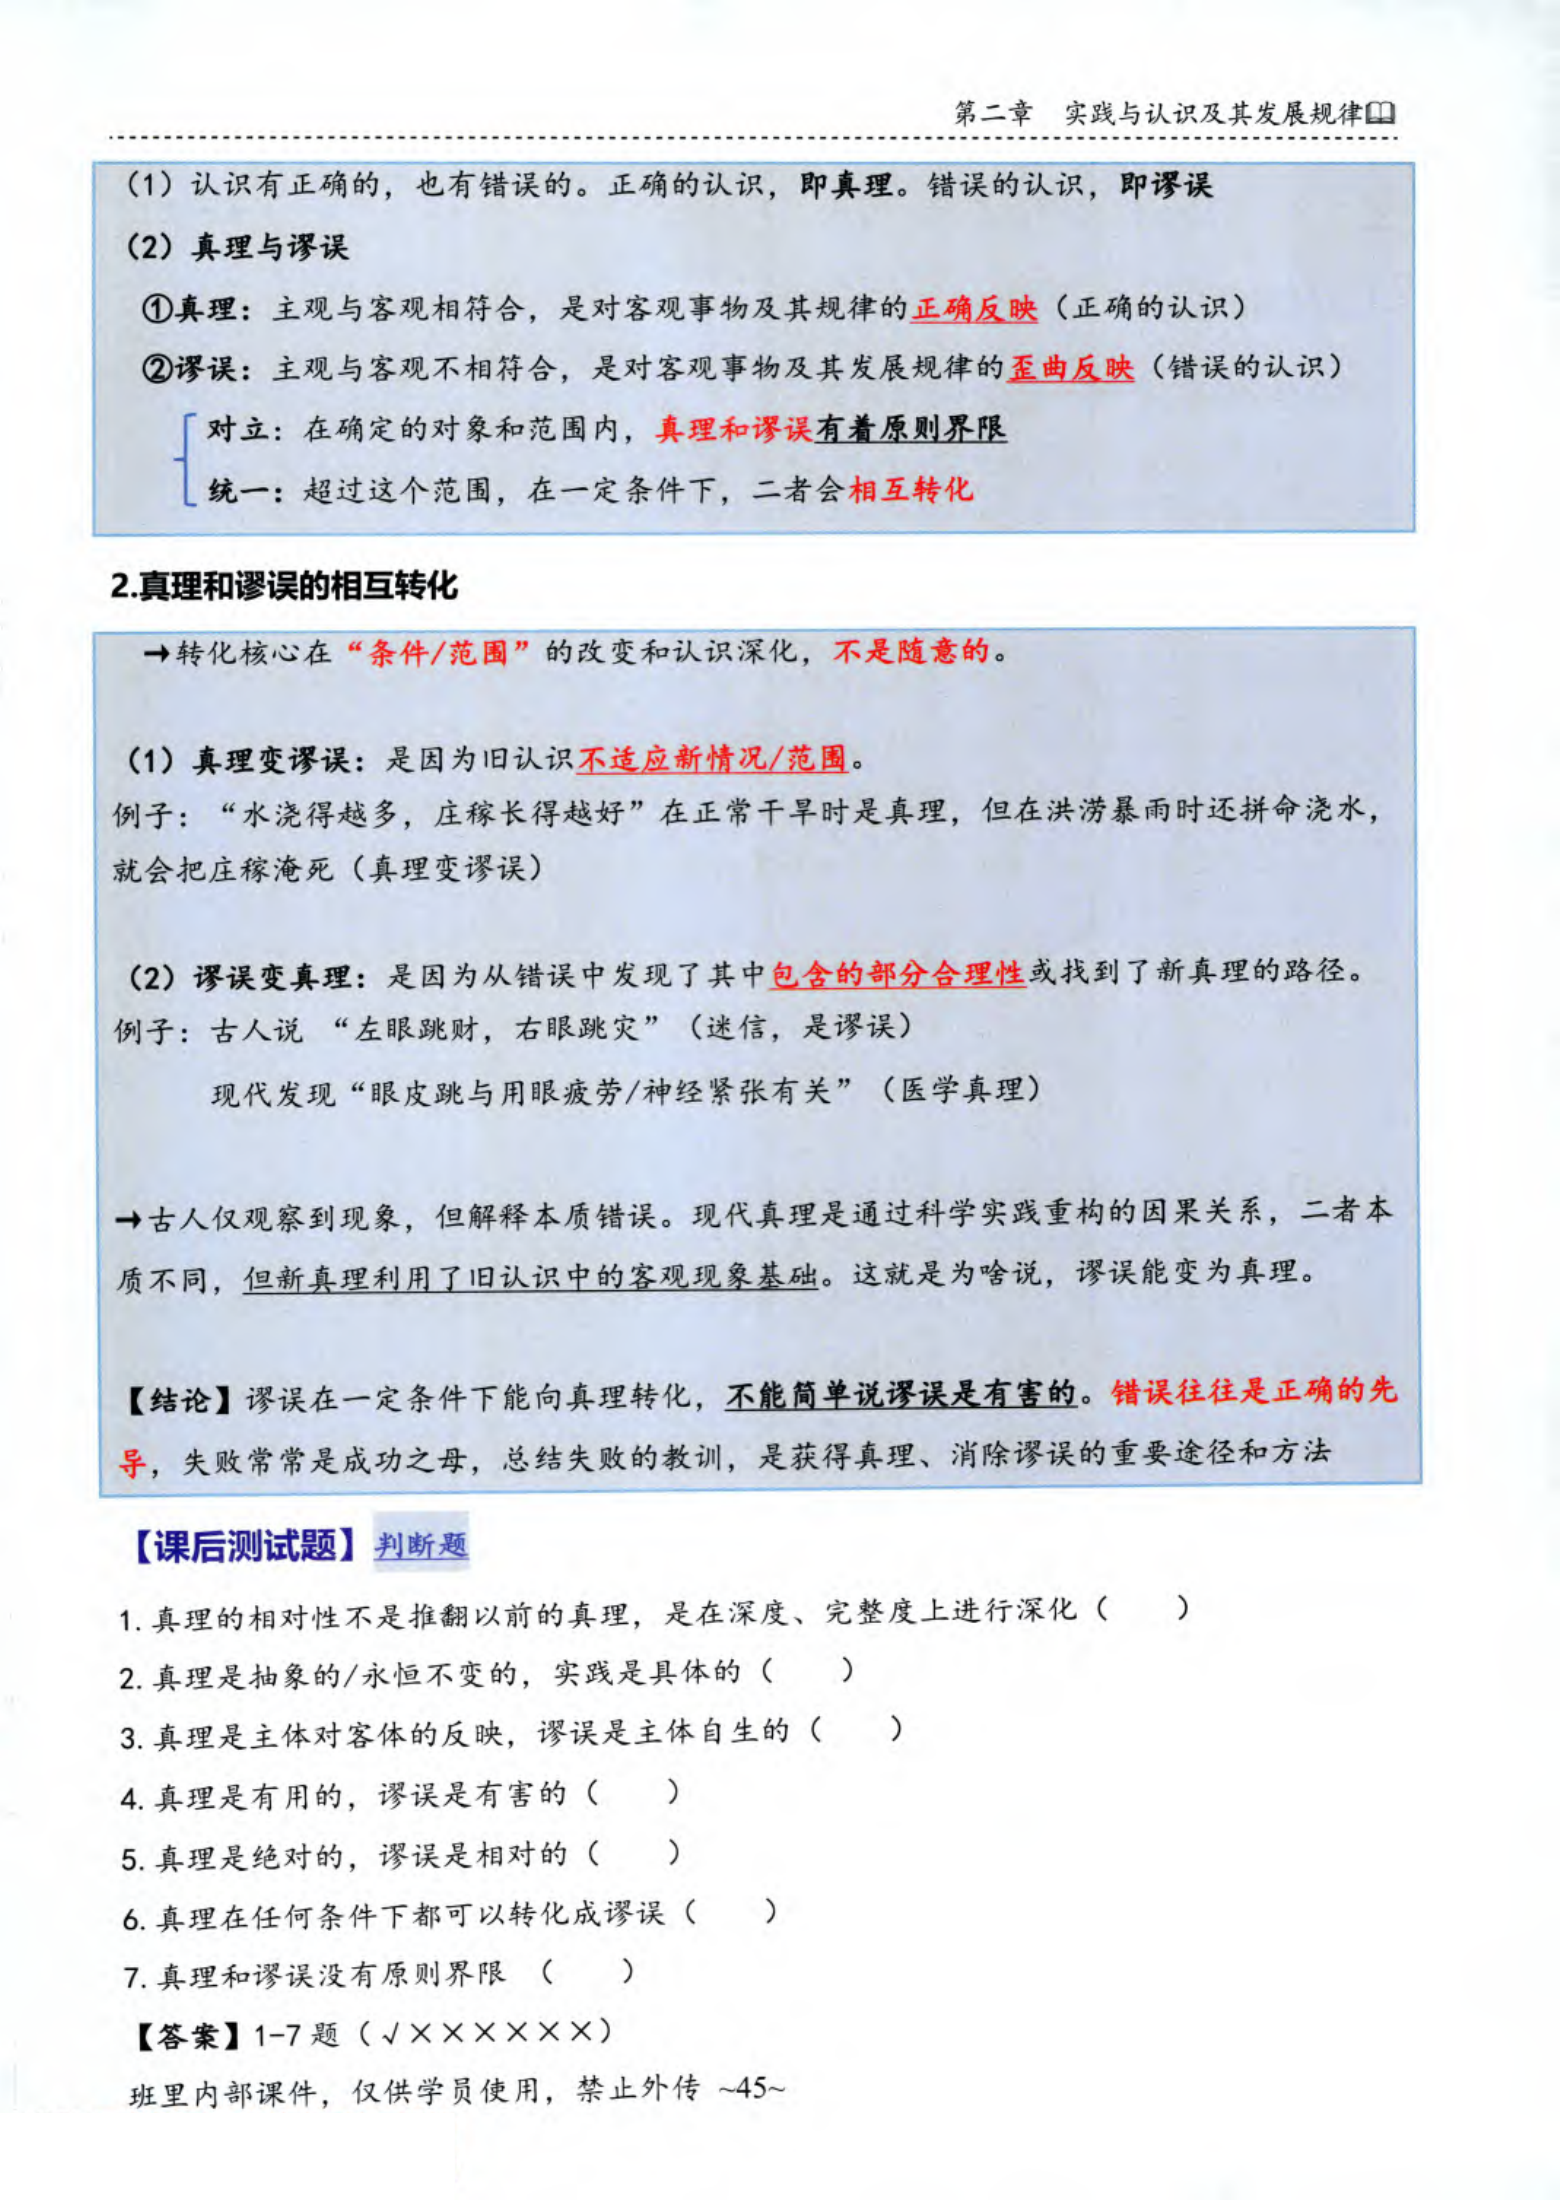 第二章 实践与认识及其发展规律
（1）认识有正确的，也有错误的。正确的认识，即真理。错误的认识，即谬误
（2）真理与谬误
①真理：主观与客观相符合，是对客观事物及其规律的正确反映（正确的认识）
②谬误：主观与客观不相符合，是对客观事物及其发展规律的歪曲反映（错误的认识）
对立：在确定的对象和范围内，真理和谬误有着原则界限
统一：超过这个范围，在一定条件下，二者会相互转化
2.真理和谬误的相互转化
→转化核心在“条件/范围”的改变和认识深化，不是随意的。
（1）真理变谬误：是因为旧认识不适应新情况/范围。
例子：“水浇得越多，庄稼长得越好”在正常干旱时是真理，但在洪涝暴雨时还拼命浇水，
就会把庄稼淹死（真理变谬误）
（2）谬误变真理：是因为从错误中发现了其中包含的部分合理性或找到了新真理的路径。
例子：古人说 “左眼跳财，右眼跳灾”（迷信，是谬误）
现代发现“眼皮跳与用眼疲劳/神经紧张有关”（医学真理）
→古人仅观察到现象，但解释本质错误。现代真理是通过科学实践重构的因果关系，二者本
质不同，但新真理利用了旧认识中的客观现象基础。这就是为啥说，谬误能变为真理。
【结论】谬误在一定条件下能向真理转化，不能简单说谬误是有害的。错误往往是正确的先
导，失败常常是成功之母，总结失败的教训，是获得真理、消除谬误的重要途径和方法
【课后测试题】判断题
1.真理的相对性不是推翻以前的真理，是在深度、完整度上进行深化（ ）
2.真理是抽象的/永恒不变的，实践是具体的（ ）
3.真理是主体对客体的反映，谬误是主体自生的（ ）
4.真理是有用的，谬误是有害的（ ）
5.真理是绝对的，谬误是相对的（ ）
6.真理在任何条件下都可以转化成谬误（ ）
7.真理和谬误没有原则界限 （ ）
【答案】1-7 题（√××××××）
班里内部课件，仅供学员使用，禁止外传 ~45~